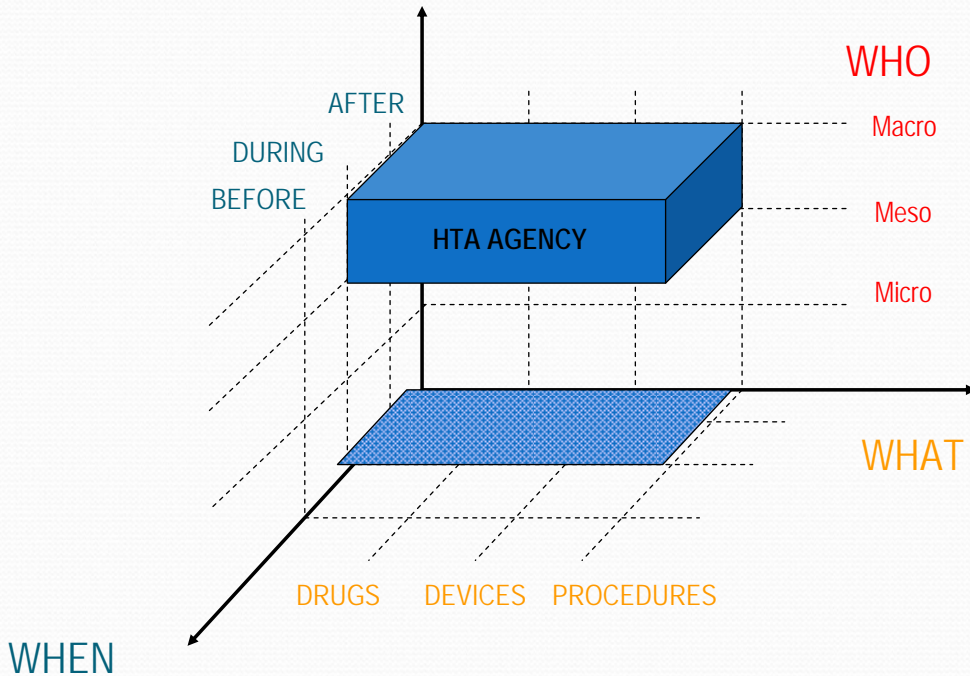 WHO
AFTER
Macro
DURING
BEFORE
Meso
HTA AGENCY
Micro
WHAT
DRUGS DEVICES PROCEDURES
WHEN